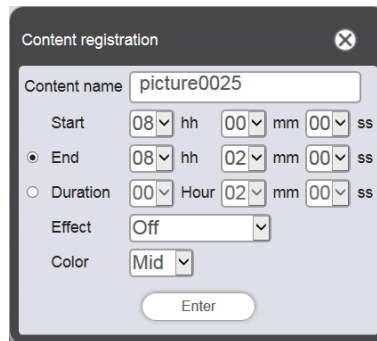 Content registration
Content name picture0025
Start 08 hh 00 mm 00 ss
End 08 hh 02 mm 00 ss
Duration 00 Hour 02 mm 00 ss
Effect Off
Color Mid
Enter